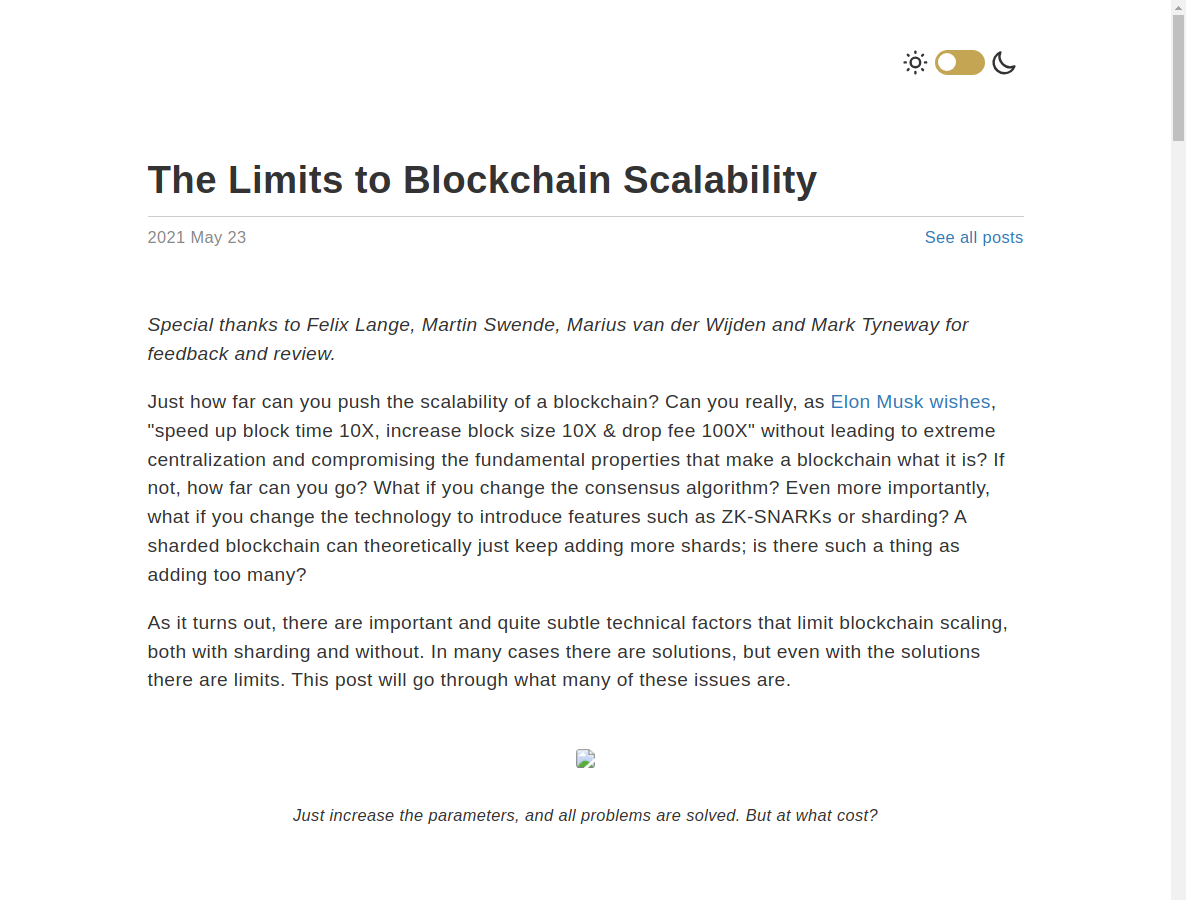 The Limits to Blockchain Scalability
2021 May 23
See all posts
Special thanks to Felix Lange, Martin Swende, Marius van der Wijden and Mark Tyneway for
feedback and review.
Just how far can you push the scalability of a blockchain? Can you really, as Elon Musk wishes,
"speed up block time 10X, increase block size 10X & drop fee 100X" without leading to extreme
centralization and compromising the fundamental properties that make a blockchain what it is? If
not, how far can you go? What if you change the consensus algorithm? Even more importantly,
what if you change the technology to introduce features such as ZK-SNARKs or sharding? A
sharded blockchain can theoretically just keep adding more shards; is there such a thing as
adding too many?
As it turns out, there are important and quite subtle technical factors that limit blockchain scaling,
both with sharding and without. In many cases there are solutions, but even with the solutions
there are limits. This post will go through what many of these issues are.
Just increase the parameters, and all problems are solved. But at what cost?